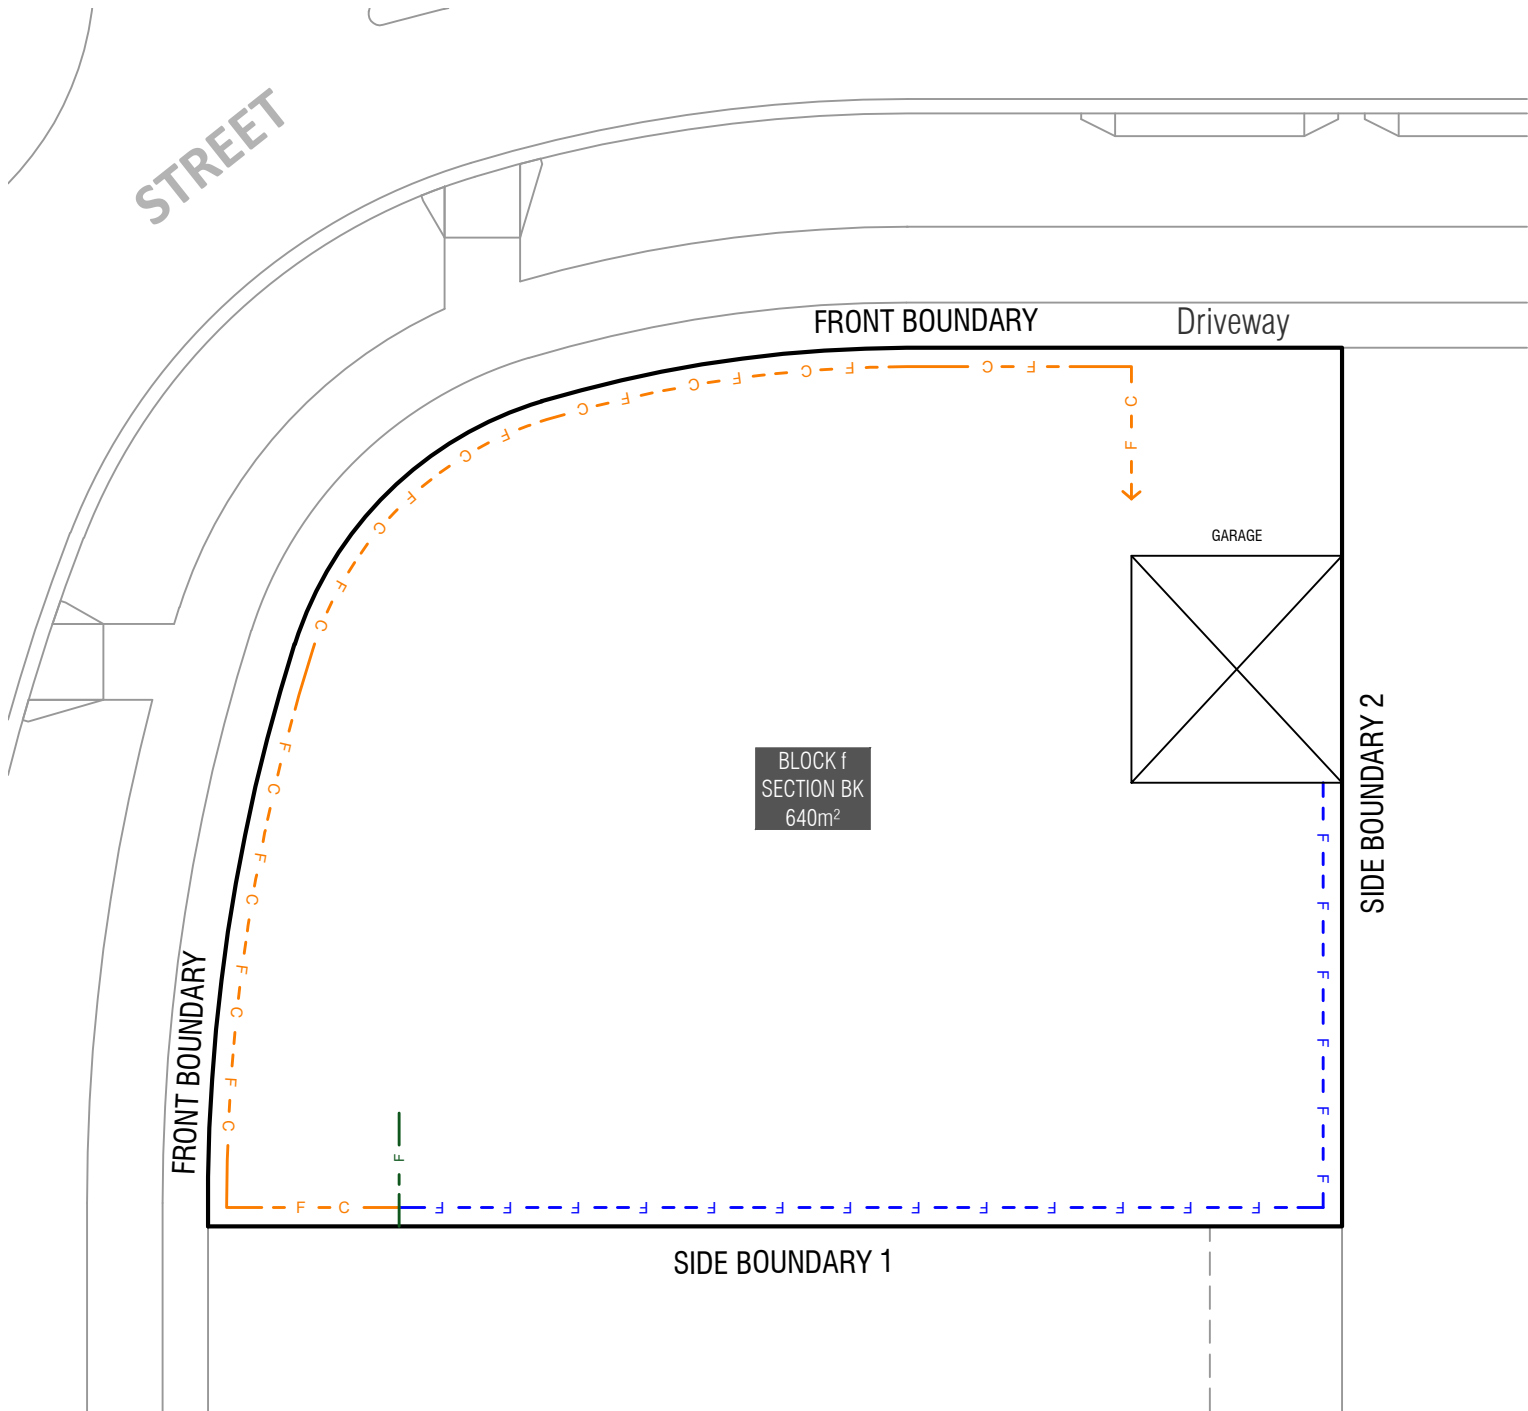 STREET
FRONT BOUNDARY
Driveway
C F C F C F C F C F C F C F C F C F C F C F C F
C
F
GARAGE
BLOCK f
SECTION BK
640m²
SIDE BOUNDARY 2
F F F F F F
FRONT BOUNDARY
F
F C
F F F F F F F F F F F F F
SIDE BOUNDARY 1